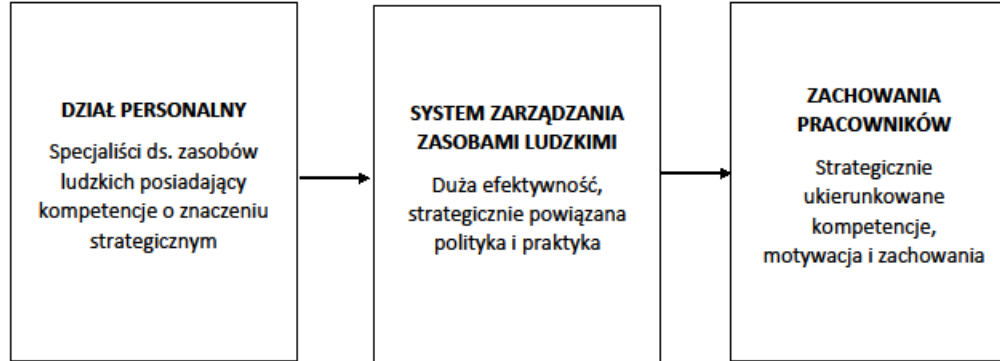 DZIAŁ PERSONALNY
Specjaliści ds. zasobów
ludzkich posiadający
kompetencje o znaczeniu
strategicznym
SYSTEM ZARZĄDZANIA
ZASOBAMI LUDZKIMI
Duża efektywność,
strategicznie powiązana
polityka i praktyka
ZACHOWANIA
PRACOWNIKÓW
Strategicznie
ukierunkowane
kompetencje,
motywacja i zachowania